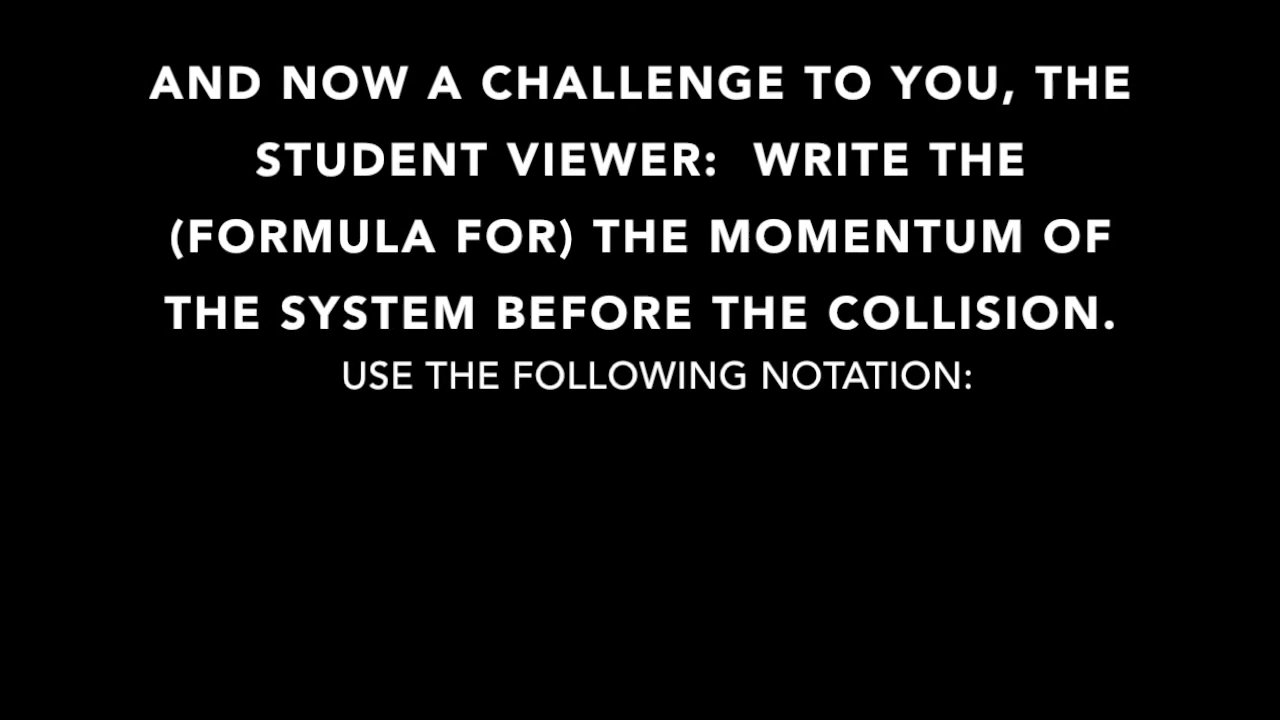 AND NOW A CHALLENGE TO YOU, THE
STUDENT VIEWER:  WRITE THE
(FORMULA FOR) THE MOMENTUM OF
THE SYSTEM BEFORE THE COLLISION.
USE THE FOLLOWING NOTATION: